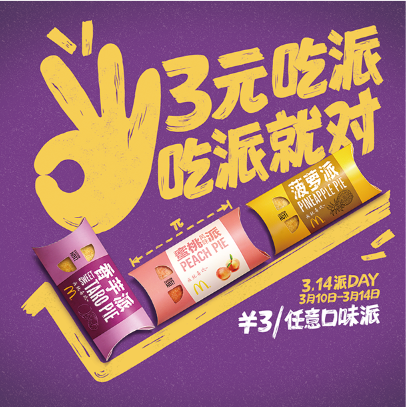 3元吃派
吃派就对
菠萝派
PINEAPPLE PIE
π
蜜桃派
PEACH PIE
香芋派
TARO PIE
3.14派DAY
3月10日—3月14日
¥3/任意口味派